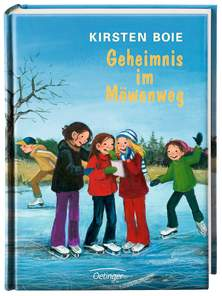 KIRSTEN BOIE
Geheimnis
im
Möwenweg
Oetinger